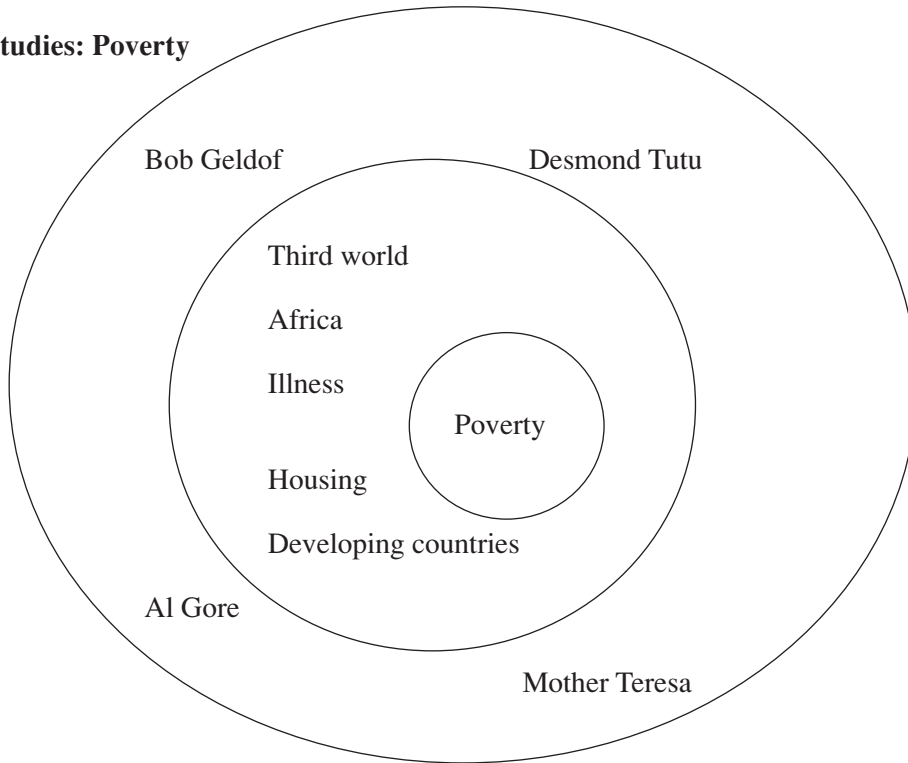 tudies: Poverty
Bob Geldof
Desmond Tutu
Third world
Africa
Illness
Poverty
Housing
Developing countries
Al Gore
Mother Teresa